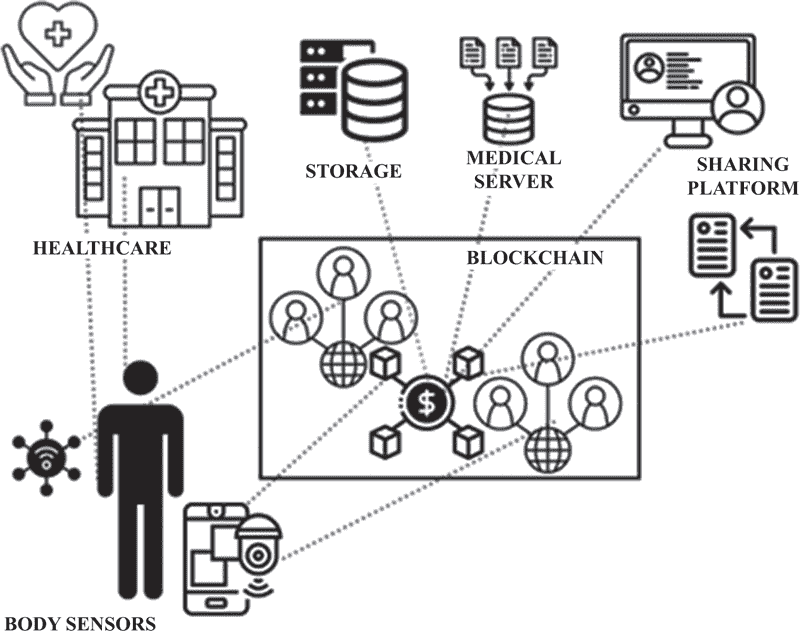 STORAGE
MEDICAL
SERVER
SHARING
PLATFORM
HEALTHCARE
BLOCKCHAIN
$
BODY SENSORS